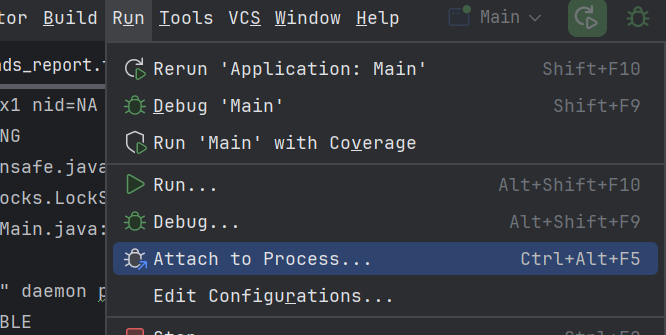 tor Build Run Tools VCS Window Help Main
ds_report.
Rerun 'Application: Main' Shift+F10
x1 nid=NA
Debug 'Main' Shift+F9
NG
Run 'Main' with Coverage
nsafe.java
Run... Alt+Shift+F10
ocks.LockS
Debug... Alt+Shift+F9
Main.java:
Attach to Process... Ctrl+Alt+F5
" daemon p
Edit Configurations...
BLE